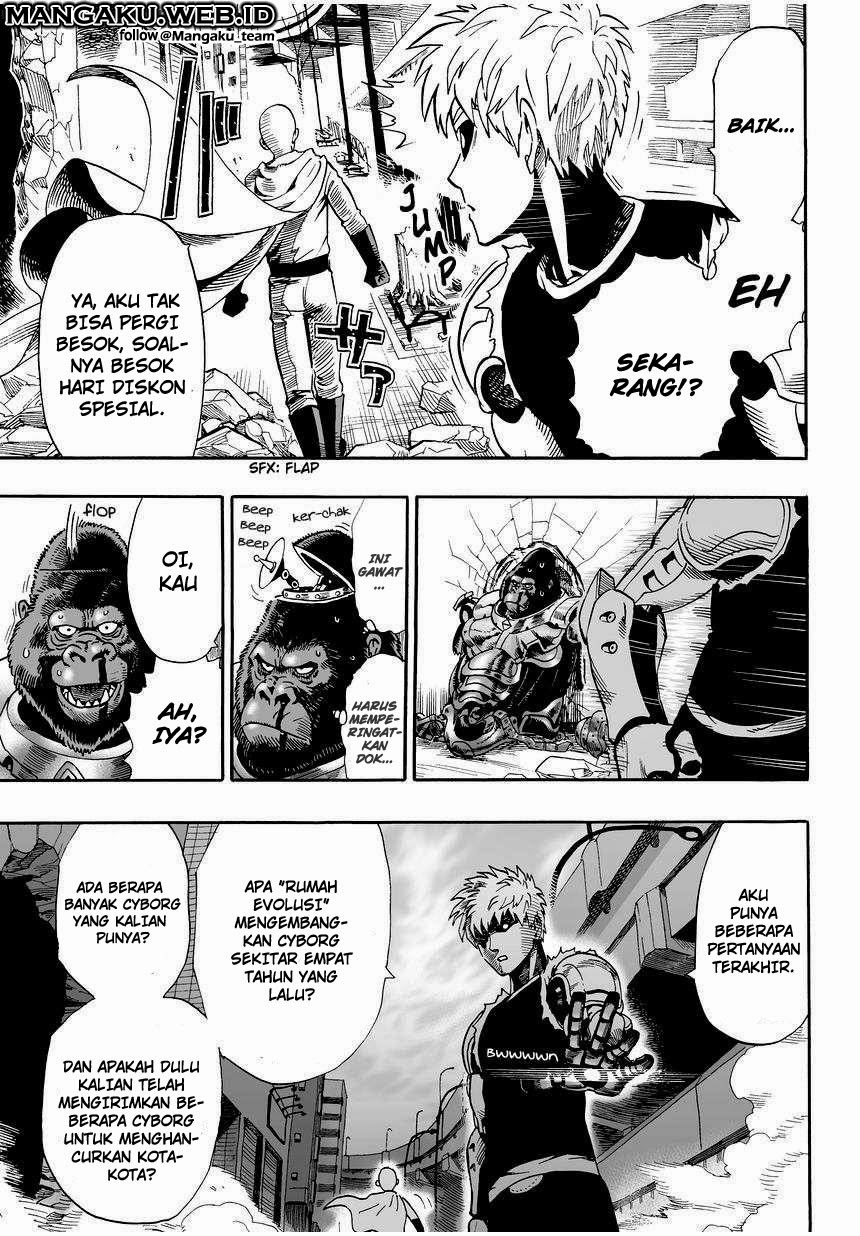 MANGAKU.WEB.ID
follow @Mangaku_team
BAIK...
EH
SEKA-
RANG!?
JUMP
YA, AKU TAK
BISA PERGI
BESOK, SOAL-
NYA BESOK
HARI DISKON
SPESIAL.
SFX: FLAP
INI
GAWAT
...
HARUS
MEMPE-
RINGAT-
KAN
DOK...
Beep
Beep
Beep
ker-chak
flop
OI,
KAU
AH,
IYA?
AKU
PUNYA
BEBERAPA
PERTANYAAN
TERAKHIR.
APA "RUMAH
EVOLUSI"
MENGEMBANG-
KAN CYBORG
SEKITAR EMPAT
TAHUN YANG
LALU?
BWWWWWN
ADA BERAPA
BANYAK CYBORG
YANG KALIAN
PUNYA?
DAN APAKAH DULU
KALIAN TELAH
MENGIRIMKAN BE-
BERAPA CYBORG
UNTUK MENGHAN-
CURKAN KOTA-
KOTA?